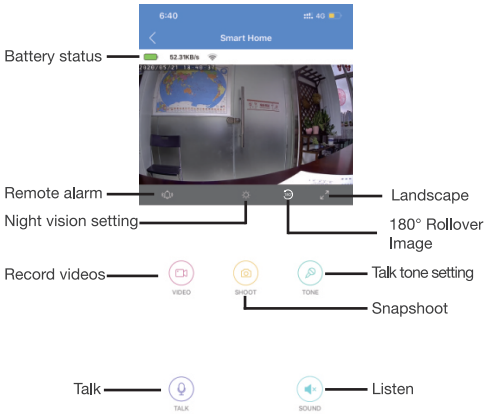 6:40
4G
Smart Home
Battery status
52.31KB/s
Remote alarm
Landscape
Night vision setting
180° Rollover
Image
Record videos
Talk tone setting
VIDEO
SHOOT
TONE
Snapshoot
Talk
Listen
TALK
SOUND